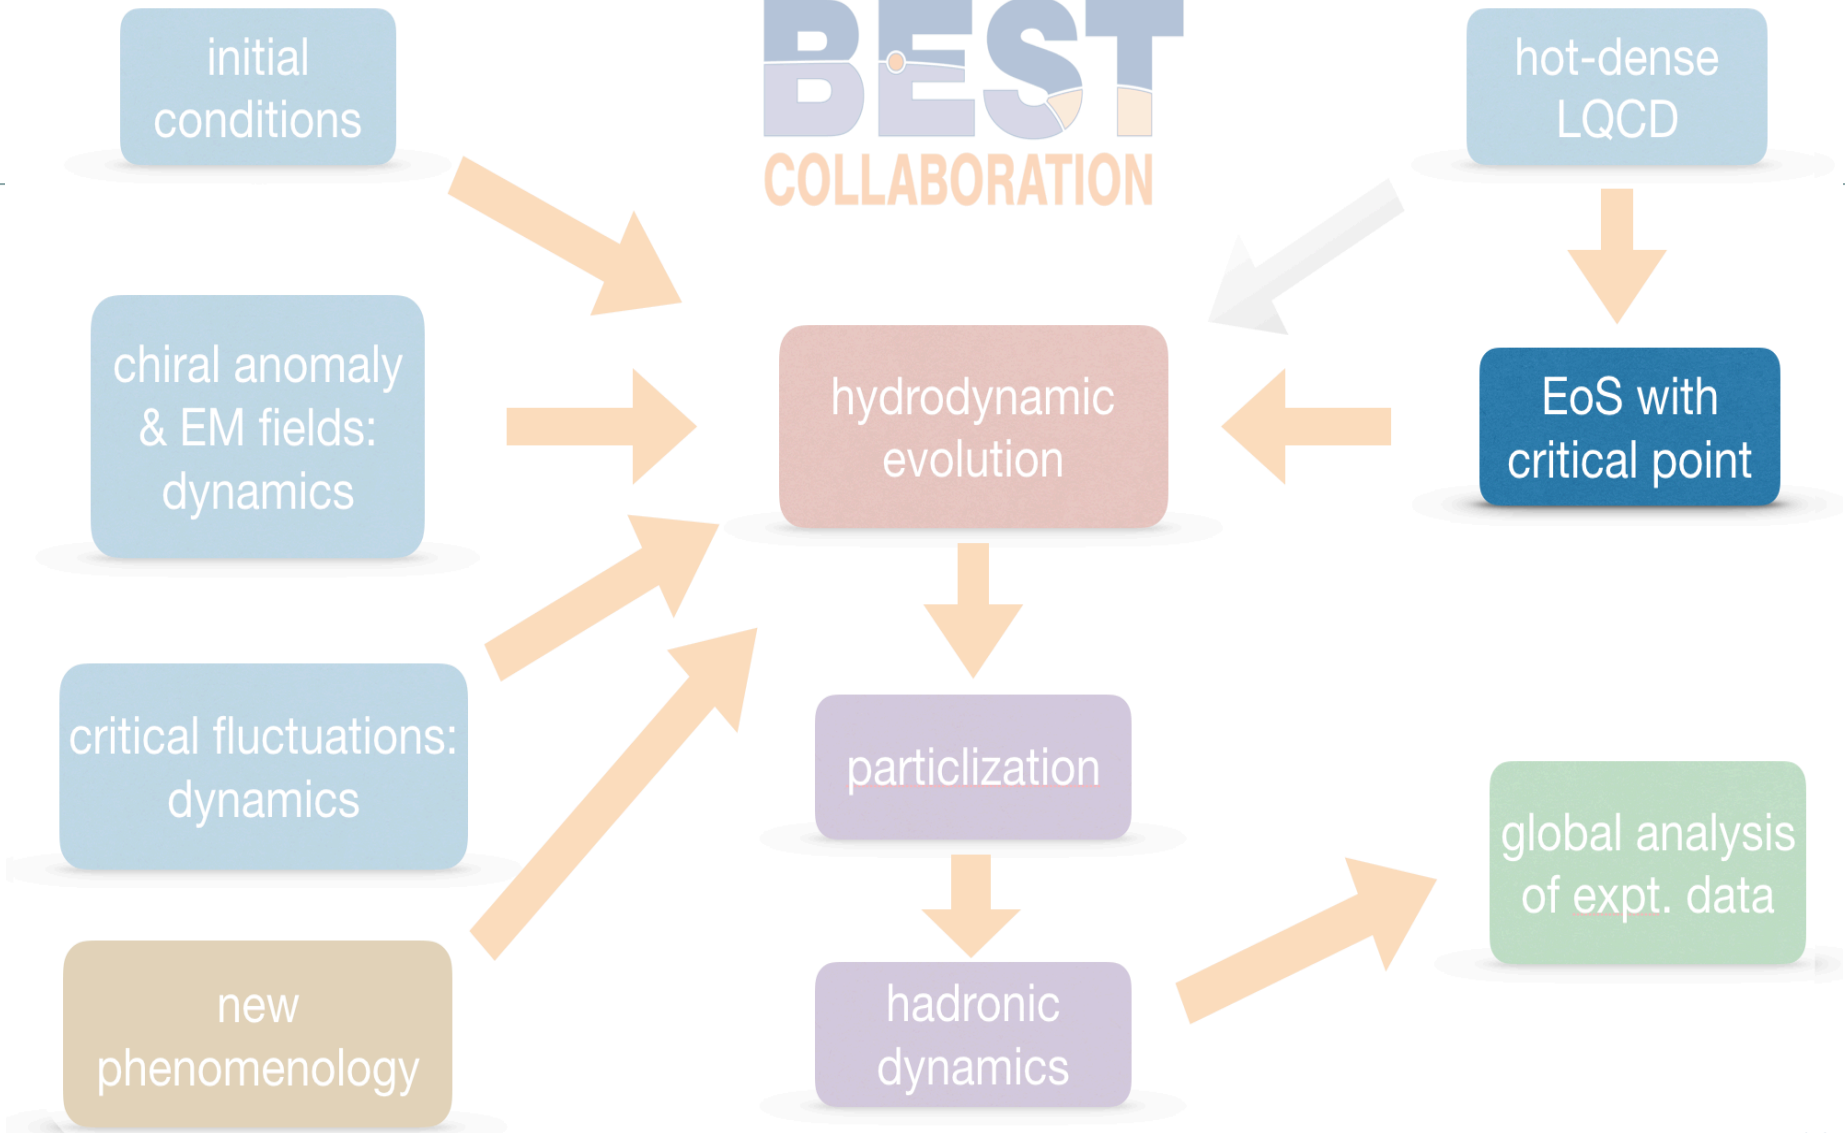 initial
conditions
BEST
COLLABORATION
hot-dense
LQCD
chiral anomaly
& EM fields:
dynamics
hydrodynamic
evolution
EoS with
critical point
critical fluctuations:
dynamics
particlization
global analysis
of expt. data
new
phenomenology
hadronic
dynamics